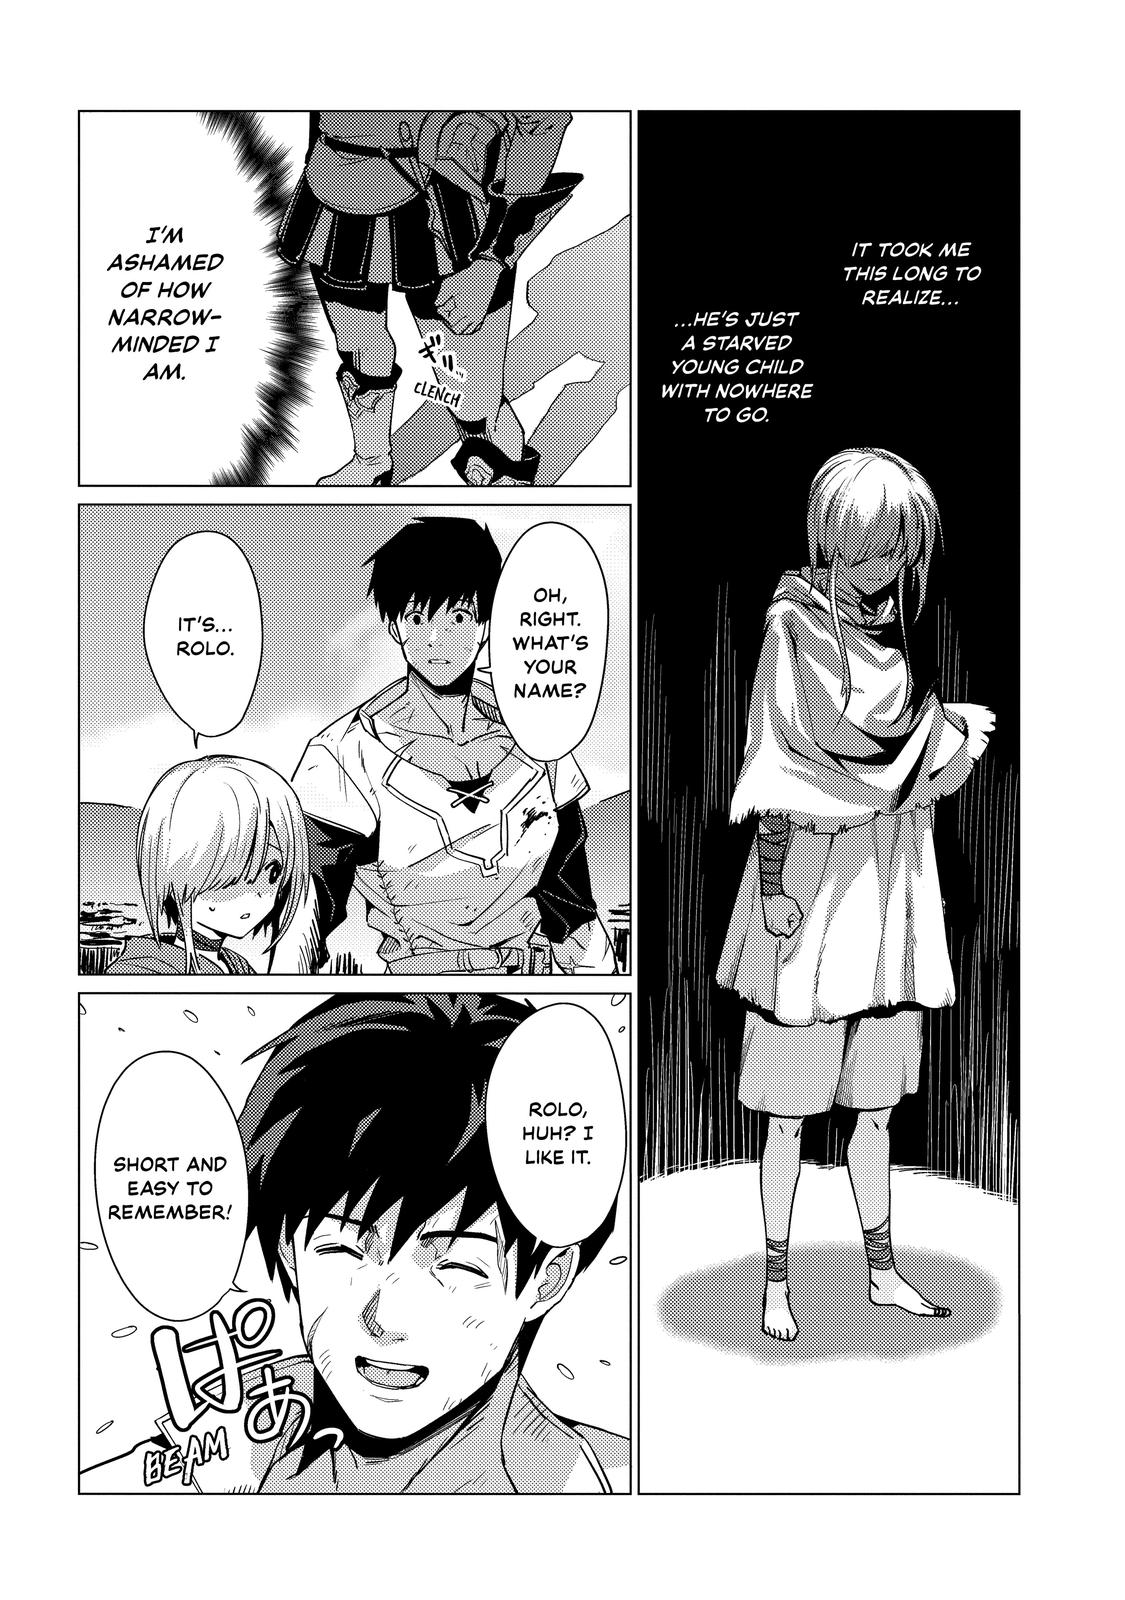 IT TOOK ME
THIS LONG TO
REALIZE...
...HE'S JUST
A STARVED
YOUNG CHILD
WITH NOWHERE
TO GO.
I'M
ASHAMED
OF HOW
NARROW-
MINDED I
AM.
ギリ...
CLENCH
OH,
RIGHT.
WHAT'S
YOUR
NAME?
IT'S...
ROLO.
ROLO,
HUH? I
LIKE IT.
SHORT AND
EASY TO
REMEMBER!
ぱあっ
BEAM